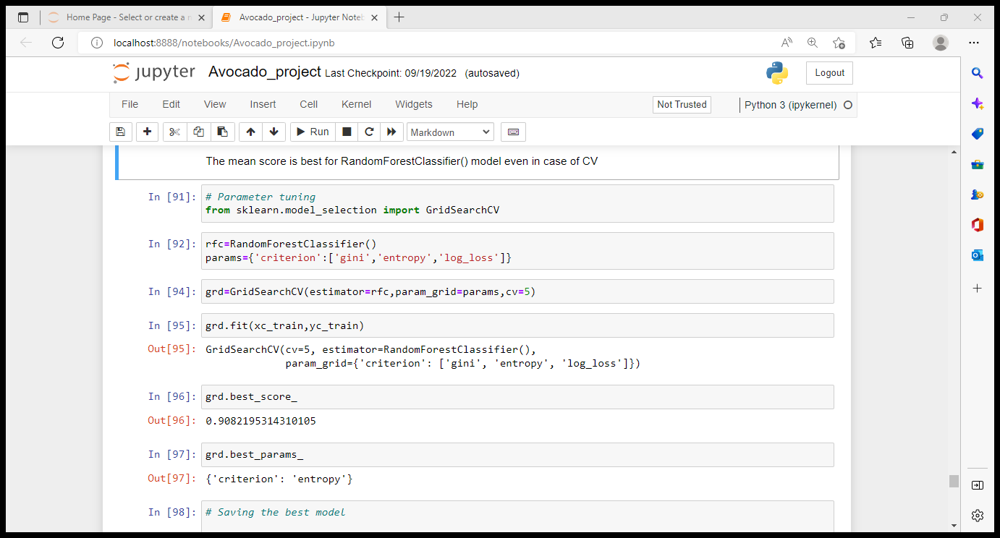 Home Page - Select or create a n
Avocado_project - Jupyter Noteb
localhost:8888/notebooks/Avocado_project.ipynb
jupyter Avocado_project Last Checkpoint: 09/19/2022 (autosaved)
Logout
File Edit View Insert Cell Kernel Widgets Help
Not Trusted
Python 3 (ipykernel)
Run
Markdown
The mean score is best for RandomForestClassifier() model even in case of CV
In [91]: # Parameter tuning
from sklearn.model_selection import GridSearchCV
In [92]: rfc=RandomForestClassifier()
params={'criterion':['gini','entropy','log_loss']}
In [94]: grd=GridSearchCV(estimator=rfc,param_grid=params,cv=5)
In [95]: grd.fit(xc_train,yc_train)
Out[95]: GridSearchCV(cv=5, estimator=RandomForestClassifier(),
param_grid={'criterion': ['gini', 'entropy', 'log_loss']})
In [96]: grd.best_score_
Out[96]: 0.9082195314310105
In [97]: grd.best_params_
Out[97]: {'criterion': 'entropy'}
In [98]: # Saving the best model